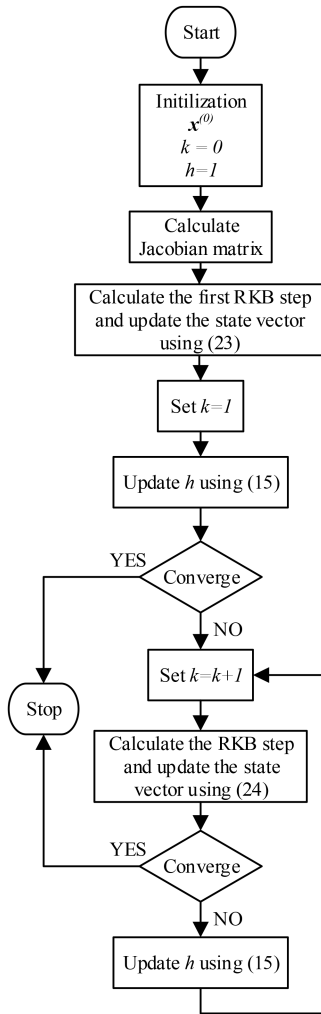 Start
Initilization
x⁽⁰⁾
k = 0
h=1
Calculate
Jacobian matrix
Calculate the first RKB step
and update the state vector
using (23)
Set k=1
Update h using (15)
YES
Converge
NO
Set k=k+1
Stop
Calculate the RKB step
and update the state
vector using (24)
YES
Converge
NO
Update h using (15)